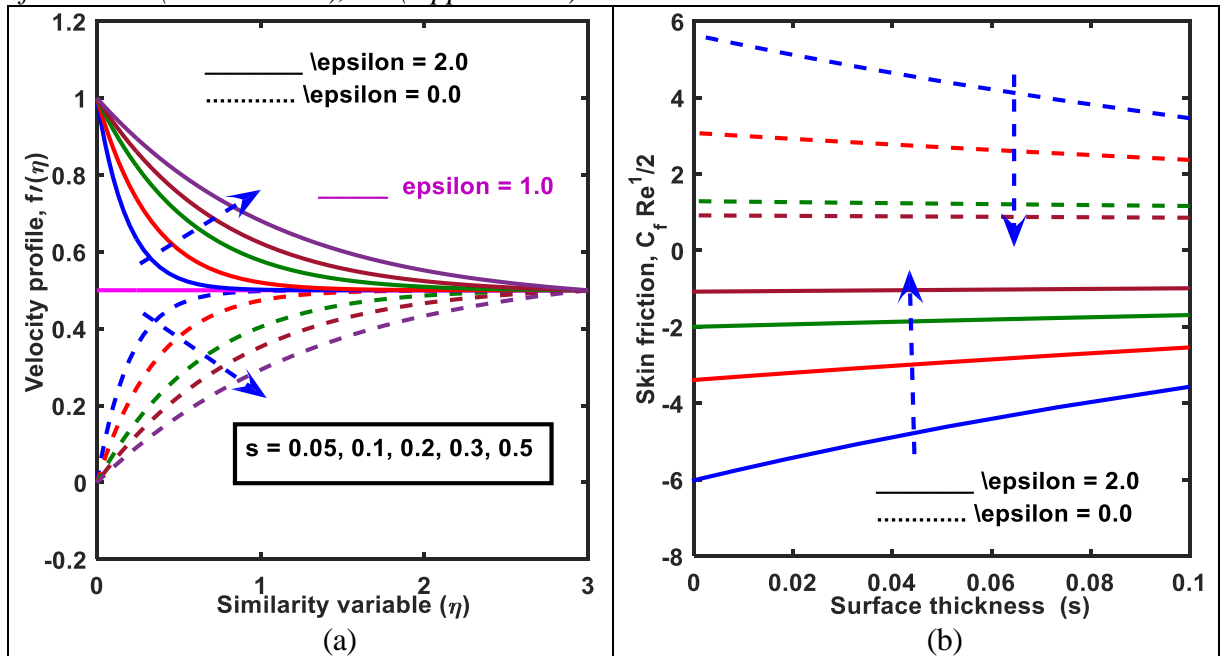 1.2
1
0.8
0.6
0.4
0.2
0
-0.2
Velocity profile, f′(η)
\epsilon = 2.0
\epsilon = 0.0
epsilon = 1.0
s = 0.05, 0.1, 0.2, 0.3, 0.5
0 1 2 3
Similarity variable (η)
(a)
6
4
2
0
-2
-4
-6
-8
Skin friction, C_f Re^1/2
\epsilon = 2.0
\epsilon = 0.0
0 0.02 0.04 0.06 0.08 0.1
Surface thickness (s)
(b)